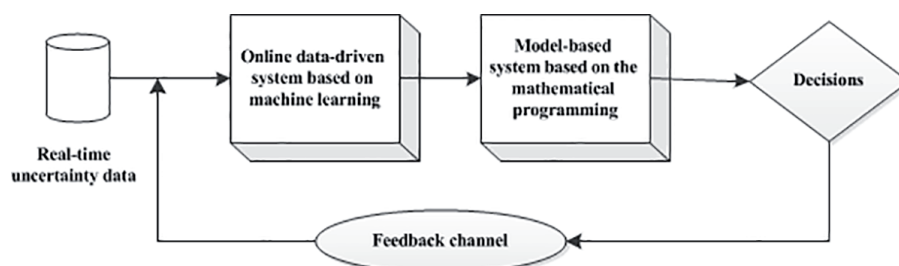 Online data-driven
system based on
machine learning
Model-based
system based on the
mathematical
programming
Decisions
Real-time
uncertainty data
Feedback channel